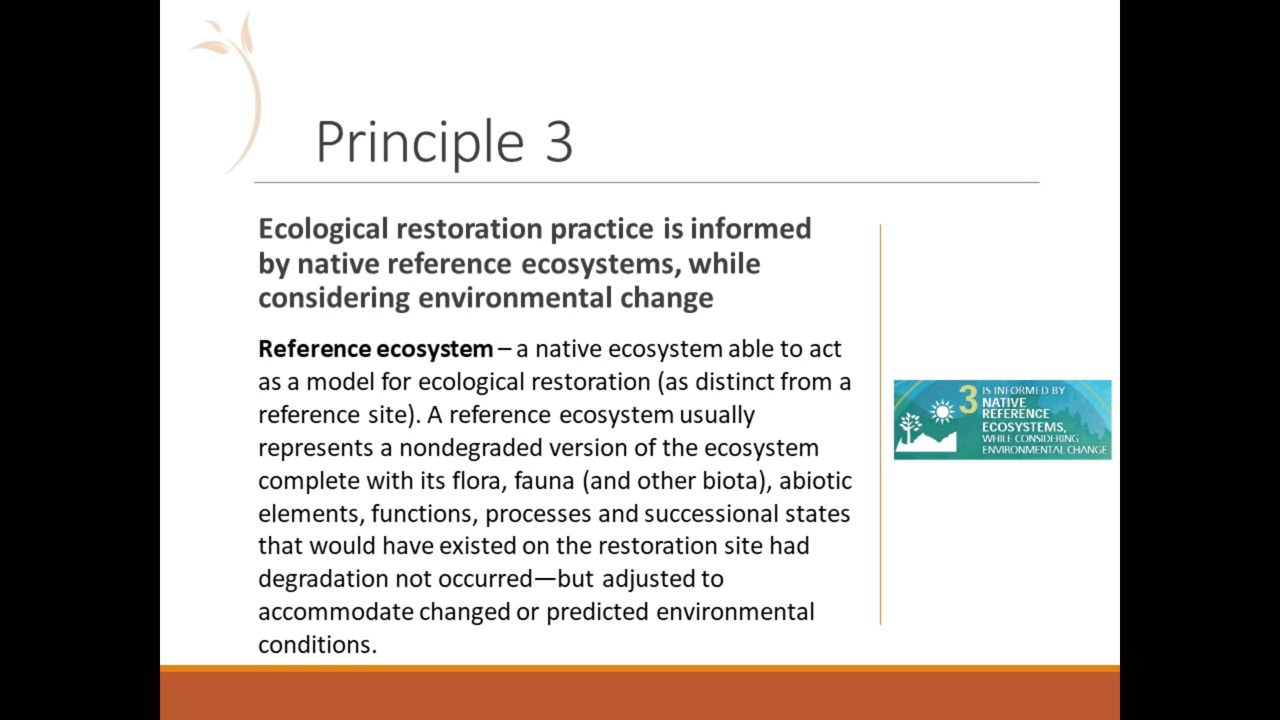 Principle 3
Ecological restoration practice is informed
by native reference ecosystems, while
considering environmental change
Reference ecosystem – a native ecosystem able to act
as a model for ecological restoration (as distinct from a
reference site). A reference ecosystem usually
represents a nondegraded version of the ecosystem
complete with its flora, fauna (and other biota), abiotic
elements, functions, processes and successional states
that would have existed on the restoration site had
degradation not occurred—but adjusted to
accommodate changed or predicted environmental
conditions.
3 IS INFORMED BY
NATIVE
REFERENCE
ECOSYSTEMS,
WHILE CONSIDERING
ENVIRONMENTAL CHANGE